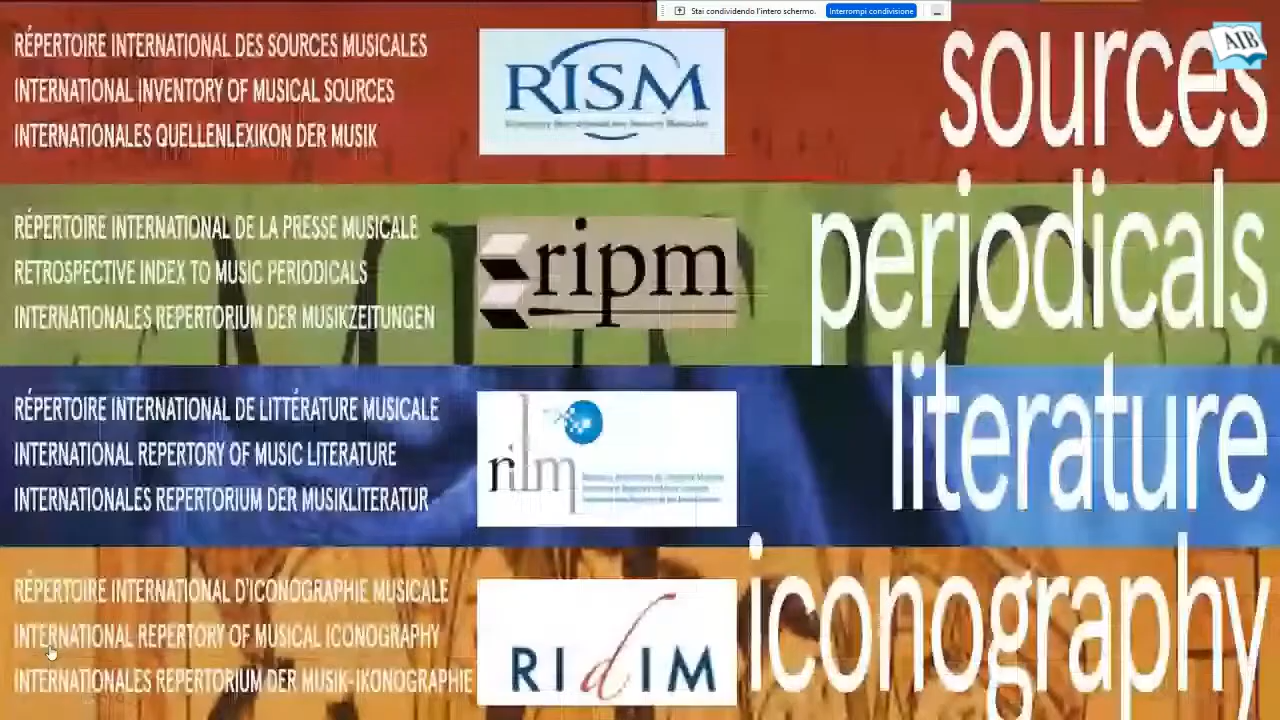 Stai condividendo l'intero schermo. Interrompi condivisione
RÉPERTOIRE INTERNATIONAL DES SOURCES MUSICALES
INTERNATIONAL INVENTORY OF MUSICAL SOURCES
INTERNATIONALES QUELLENLEXIKON DER MUSIK
RISM
sources
AIB
RÉPERTOIRE INTERNATIONAL DE LA PRESSE MUSICALE
RETROSPECTIVE INDEX TO MUSIC PERIODICALS
INTERNATIONALES REPERTORIUM DER MUSIKZEITUNGEN
ripm
periodicals
RÉPERTOIRE INTERNATIONAL DE LITTÉRATURE MUSICALE
INTERNATIONAL REPERTORY OF MUSIC LITERATURE
INTERNATIONALES REPERTORIUM DER MUSIKLITERATUR
rilm
literature
RÉPERTOIRE INTERNATIONAL D'ICONOGRAPHIE MUSICALE
INTERNATIONAL REPERTORY OF MUSICAL ICONOGRAPHY
INTERNATIONALES REPERTORIUM DER MUSIK-IKONOGRAPHIE
RIdIM
iconography